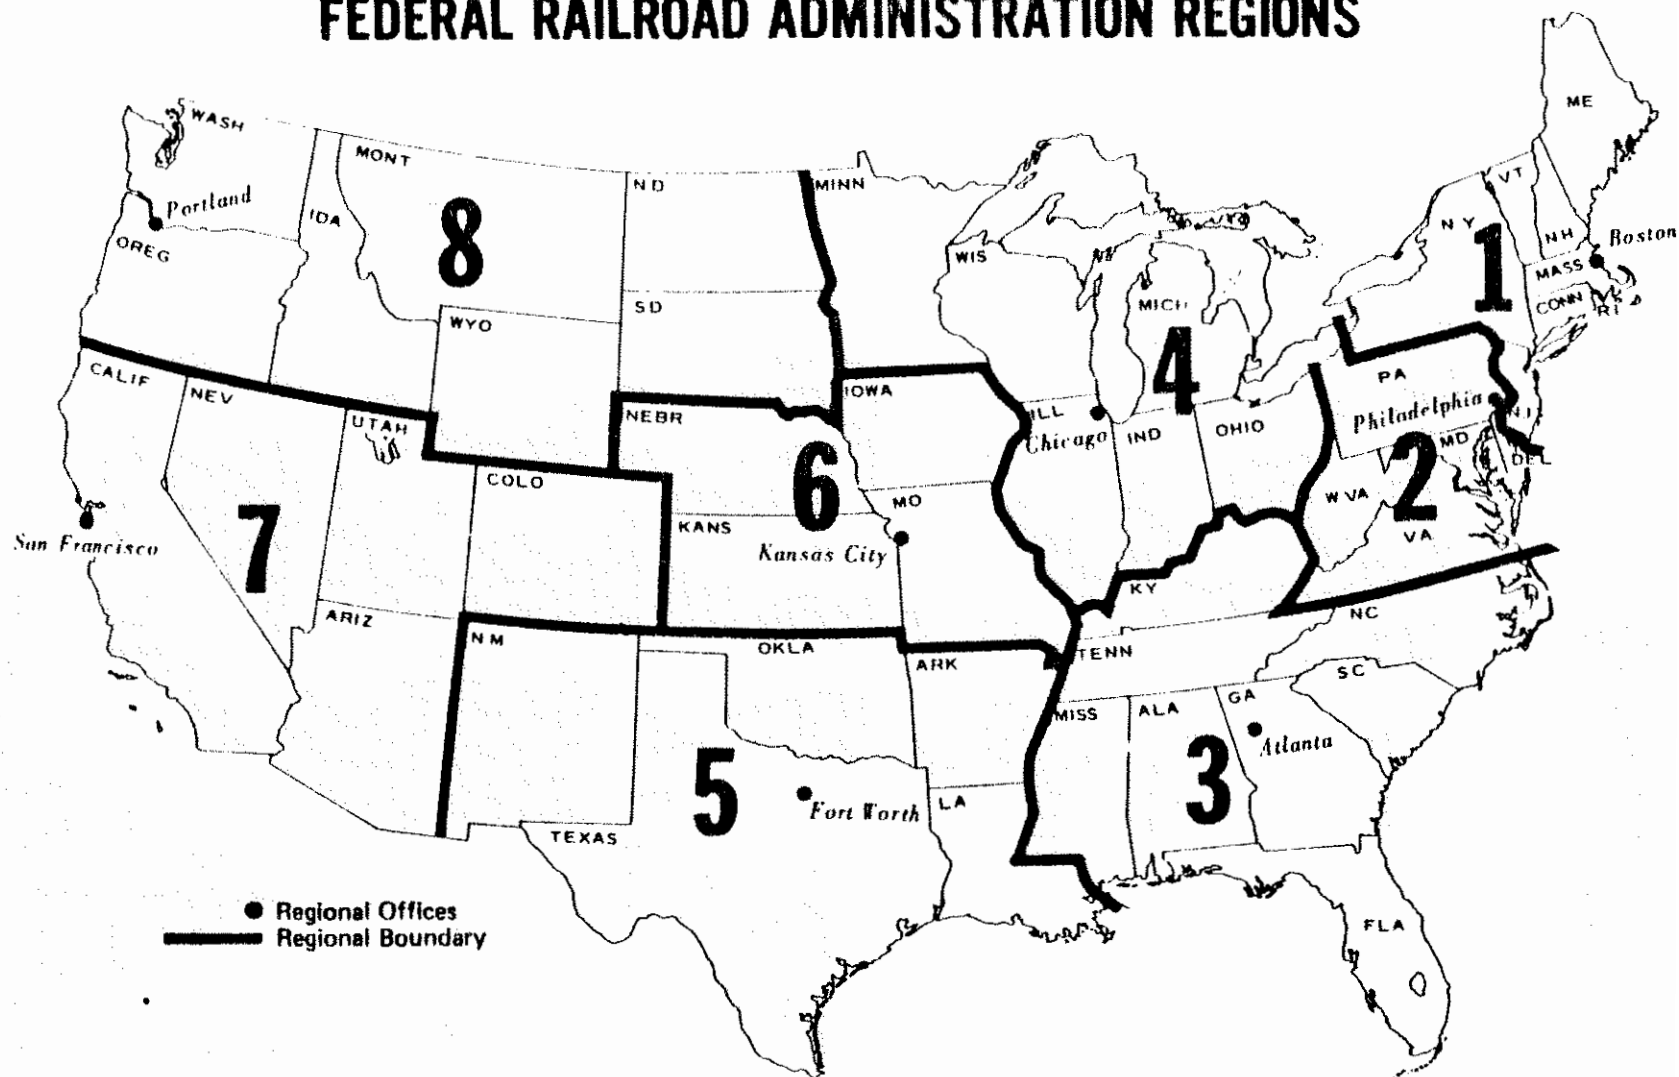 FEDERAL RAILROAD ADMINISTRATION REGIONS
ME
WASH
MONT
ND
MINN
VT
Portland
IDA
8
NY
1
NH
Boston
OREG
WIS
MASS
MICH
CONN
RI
SD
WYO
4
CALIF
NEV
UTAH
NEBR
IOWA
ILL
Chicago
IND
OHIO
PA
Philadelphia
NJ
MD
DEL
6
2
COLO
MO
W VA
KANS
VA
7
San Francisco
Kansas City
KY
ARIZ
NM
OKLA
ARK
TENN
NC
SC
MISS
ALA
GA
Atlanta
5
3
Fort Worth
LA
TEXAS
FLA
Regional Offices
Regional Boundary